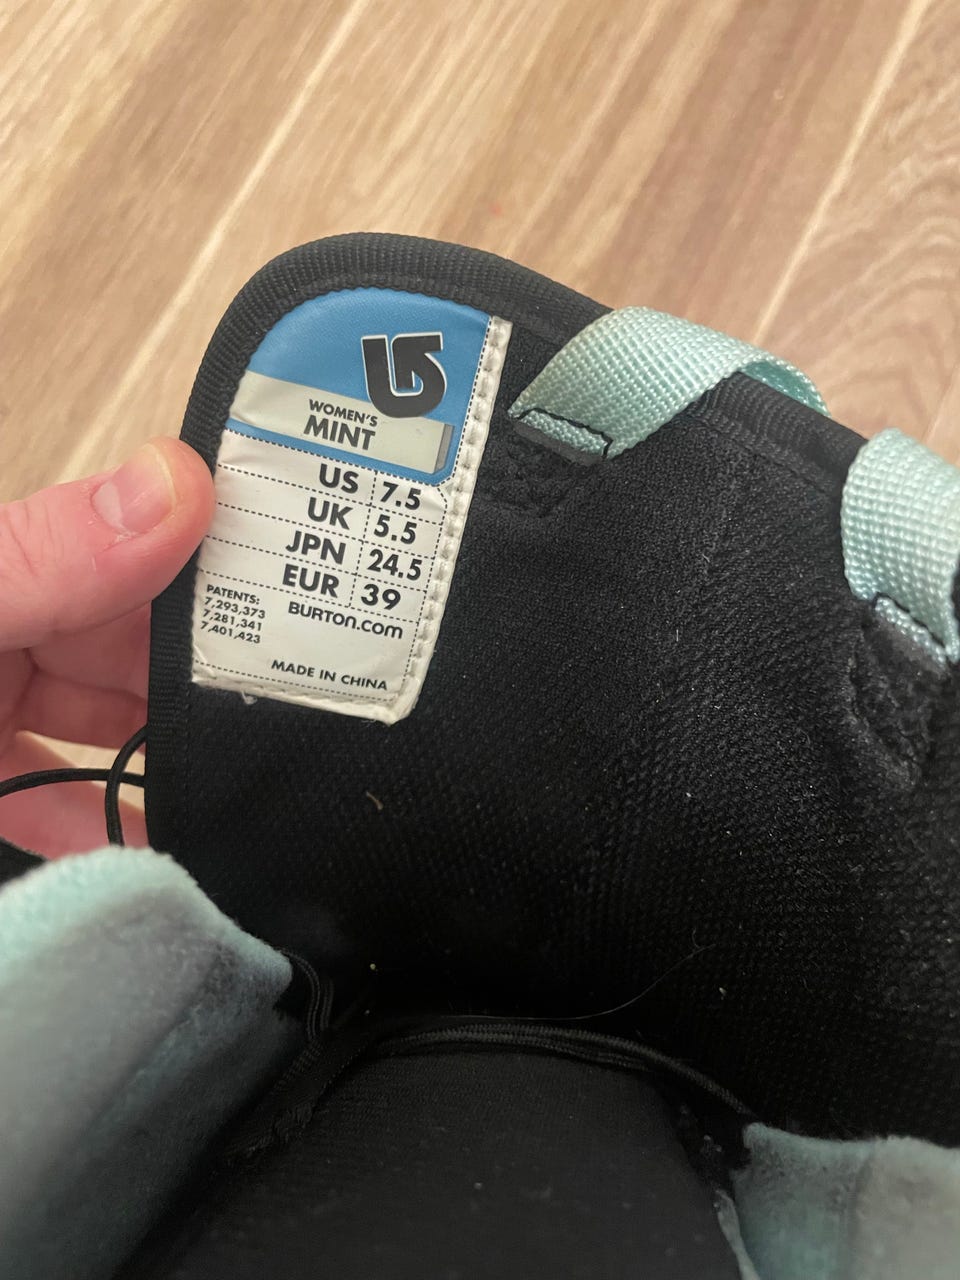 WOMEN'S
MINT
US 7.5
UK 5.5
JPN 24.5
EUR 39
PATENTS:
7,293,373
7,281,341
7,401,423
BURTON.COM
MADE IN CHINA